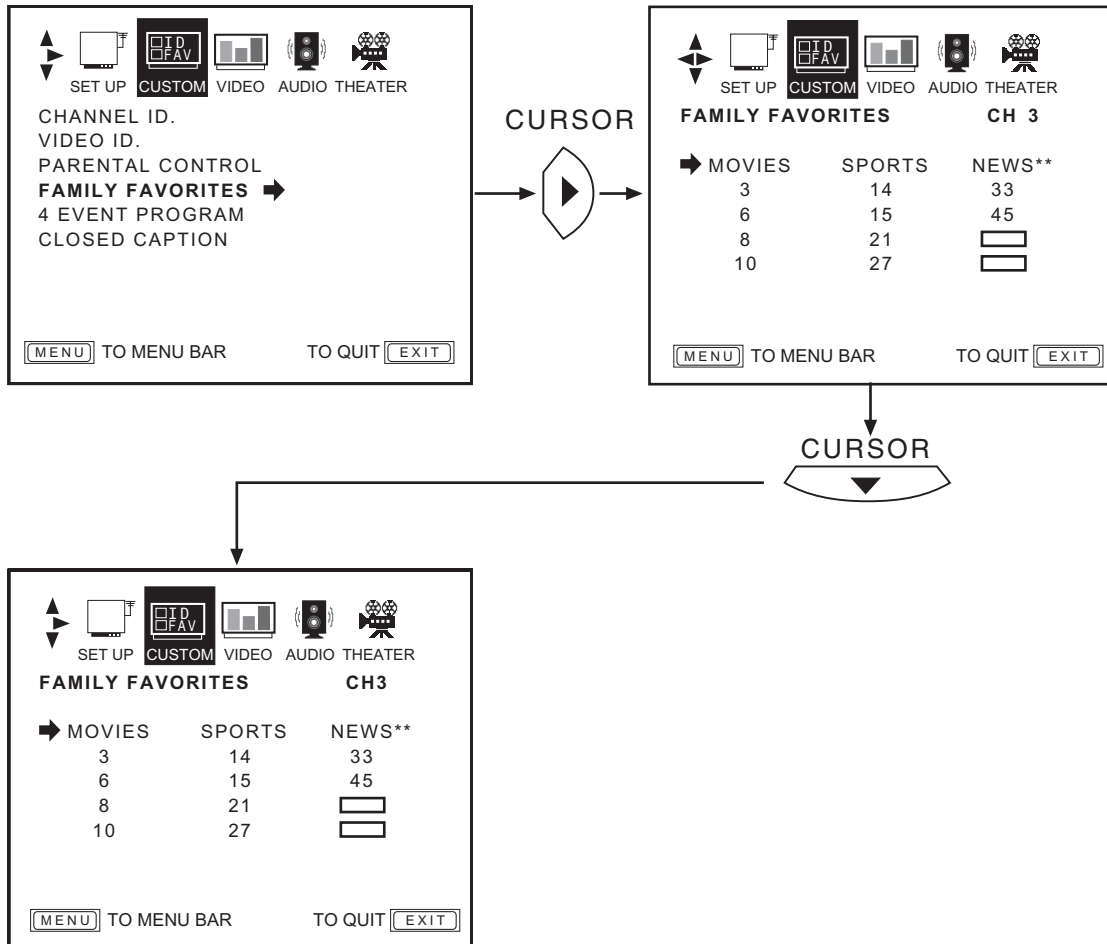 ID
FAV
SET UP CUSTOM VIDEO AUDIO THEATER
CHANNEL ID.
VIDEO ID.
PARENTAL CONTROL
FAMILY FAVORITES
4 EVENT PROGRAM
CLOSED CAPTION
MENU TO MENU BAR TO QUIT EXIT
CURSOR
ID
FAV
SET UP CUSTOM VIDEO AUDIO THEATER
FAMILY FAVORITES CH 3
MOVIES SPORTS NEWS**
3 14 33
6 15 45
8 21
10 27
MENU TO MENU BAR TO QUIT EXIT
CURSOR
ID
FAV
SET UP CUSTOM VIDEO AUDIO THEATER
FAMILY FAVORITES CH3
MOVIES SPORTS NEWS**
3 14 33
6 15 45
8 21
10 27
MENU TO MENU BAR TO QUIT EXIT